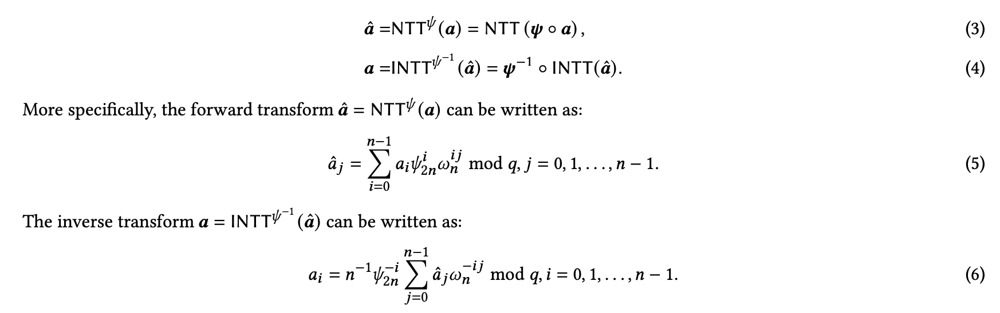 $\hat{\boldsymbol{a}} = \mathsf{NTT}^{\psi}(\boldsymbol{a}) = \mathsf{NTT}\,(\boldsymbol{\psi} \circ \boldsymbol{a}),$ (3)
$\boldsymbol{a} = \mathsf{INTT}^{\psi^{-1}}(\hat{\boldsymbol{a}}) = \boldsymbol{\psi}^{-1} \circ \mathsf{INTT}(\hat{\boldsymbol{a}}).$ (4)
More specifically, the forward transform $\hat{\boldsymbol{a}} = \mathsf{NTT}^{\psi}(\boldsymbol{a})$ can be written as:
$\hat{a}_j = \sum_{i=0}^{n-1} a_i \psi_{2n}^{i} \omega_n^{ij} \bmod q, j = 0, 1, \ldots, n-1.$ (5)
The inverse transform $\boldsymbol{a} = \mathsf{INTT}^{\psi^{-1}}(\hat{\boldsymbol{a}})$ can be written as:
$a_i = n^{-1} \psi_{2n}^{-i} \sum_{j=0}^{n-1} \hat{a}_j \omega_n^{-ij} \bmod q, i = 0, 1, \ldots, n-1.$ (6)